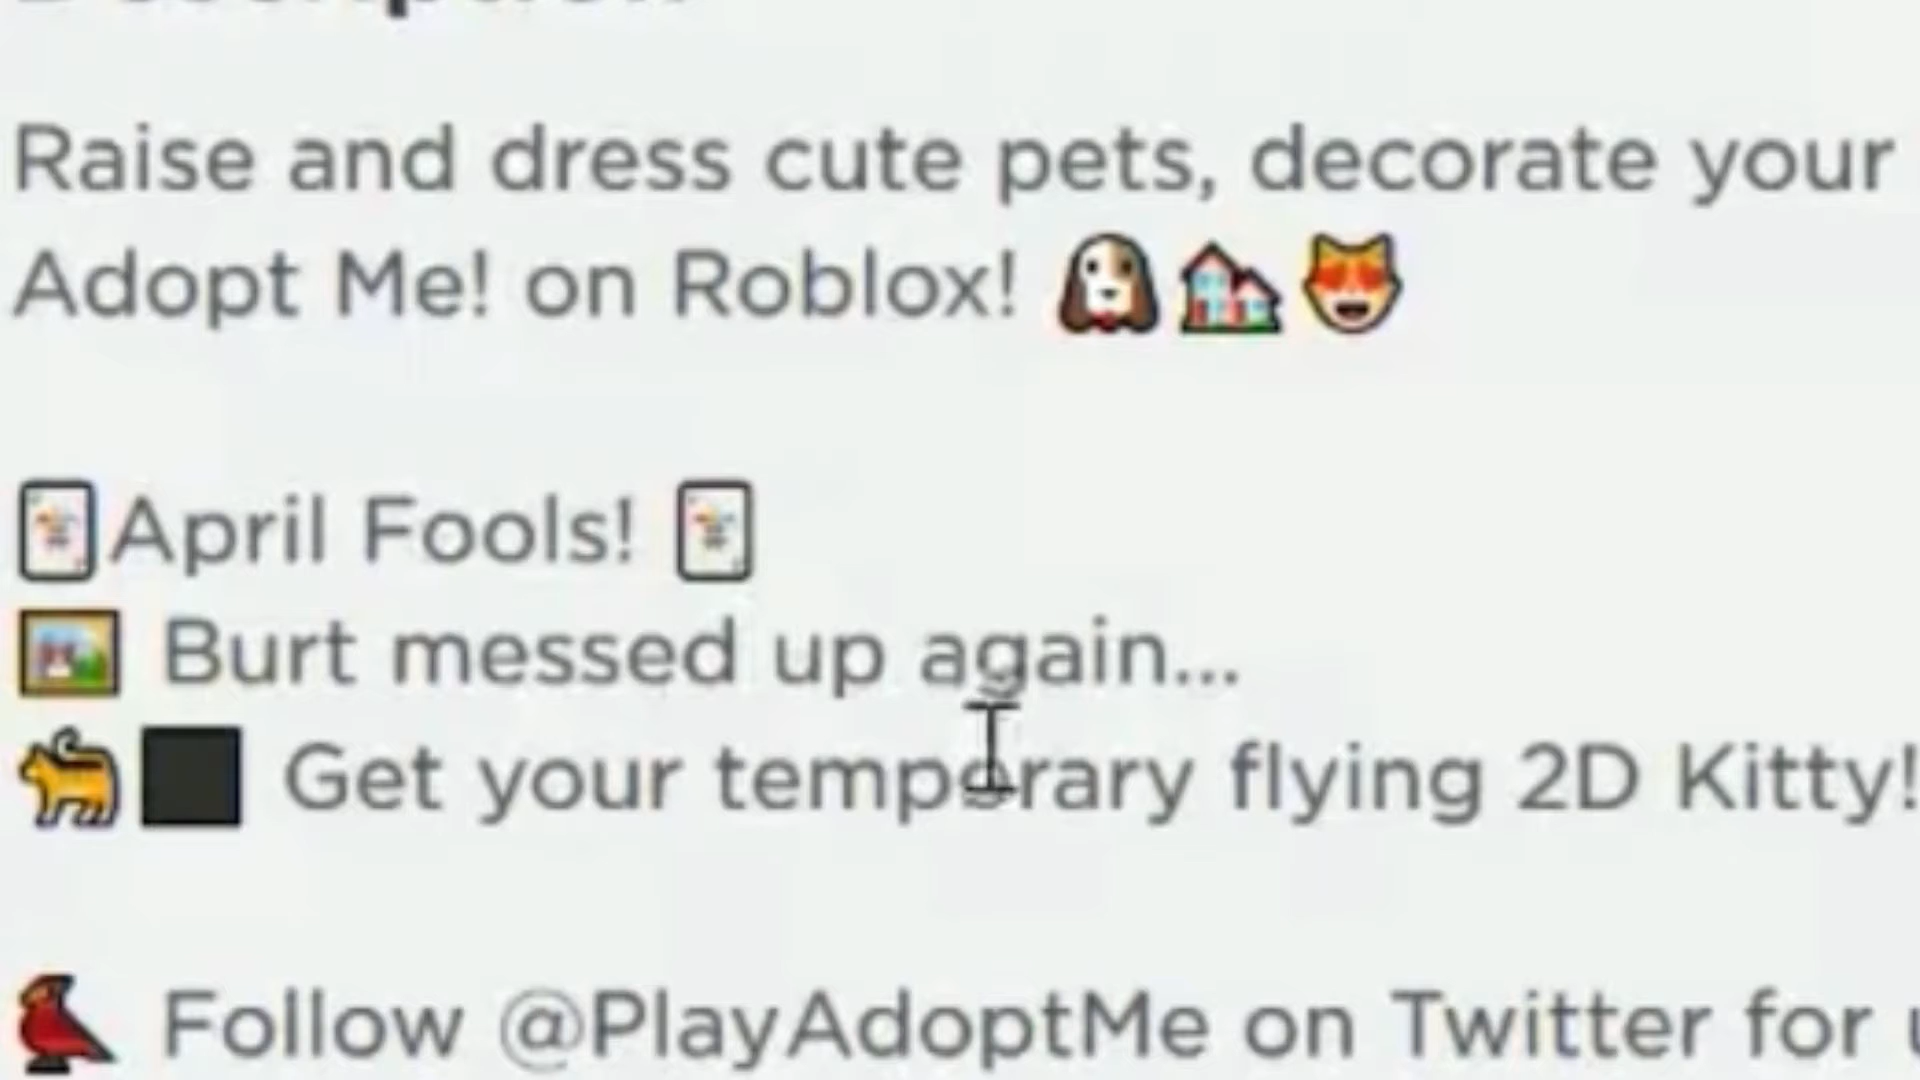 Description
Raise and dress cute pets, decorate your
Adopt Me! on Roblox! 🐶🏘️😻
🃏April Fools! 🃏
🖼️ Burt messed up again...
🐈⬛ Get your temporary flying 2D Kitty!
🐦 Follow @PlayAdoptMe on Twitter for